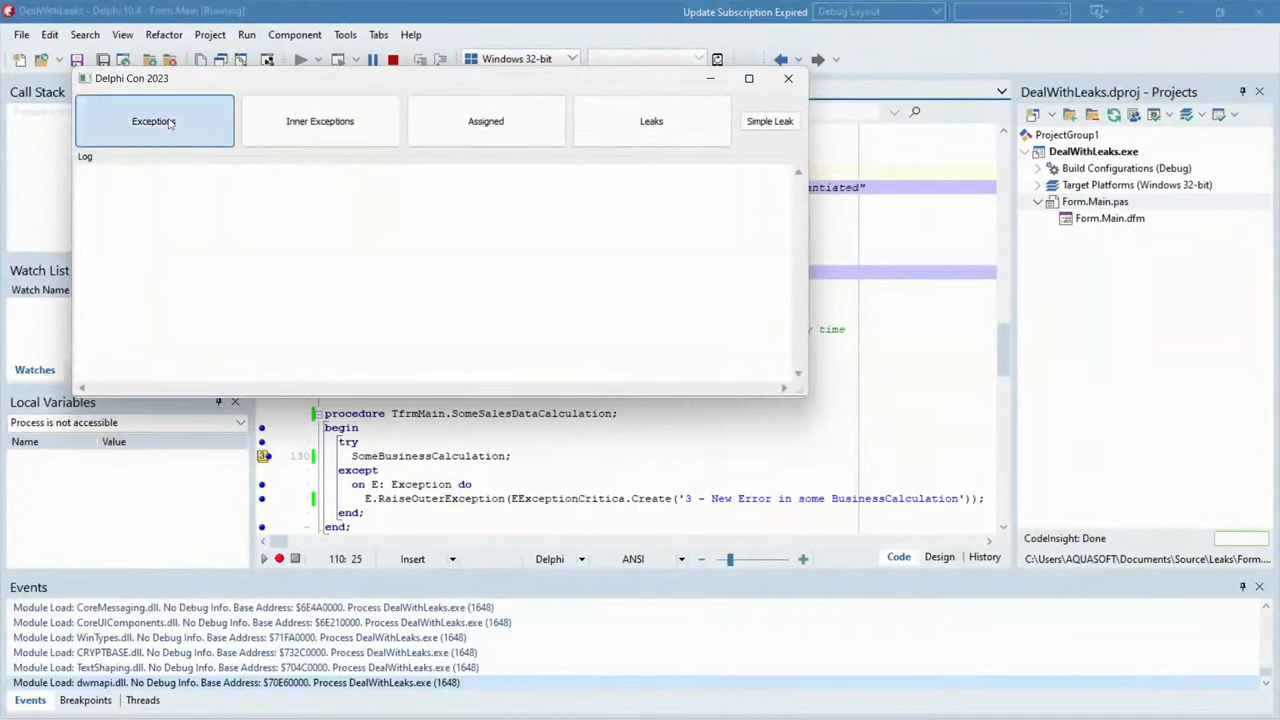 DealWithLeaks - Delphi 10.4 - Form.Main [Running]
Update Subscription Expired
Debug Layout
File Edit Search View Refactor Project Run Component Tools Tabs Help
Windows 32-bit
Call Stack
Delphi Con 2023
Exceptions
Inner Exceptions
Assigned
Leaks
Simple Leak
Log
ntiated"
y time
Watch List
Watch Name
Watches
Local Variables
Process is not accessible
Name Value
procedure TfrmMain.SomeSalesDataCalculation;
begin
try
130 SomeBusinessCalculation;
except
on E: Exception do
E.RaiseOuterException(EExceptionCritica.Create('3 - New Error in some BusinessCalculation'));
end;
end;
110: 25 Insert Delphi ANSI Code Design History
DealWithLeaks.dproj - Projects
ProjectGroup1
DealWithLeaks.exe
Build Configurations (Debug)
Target Platforms (Windows 32-bit)
Form.Main.pas
Form.Main.dfm
CodeInsight: Done
C:\Users\AQUASOFT\Documents\Source\Leaks\Form....
Events
Module Load: CoreMessaging.dll. No Debug Info. Base Address: $6E4A0000. Process DealWithLeaks.exe (1648)
Module Load: CoreUIComponents.dll. No Debug Info. Base Address: $6E210000. Process DealWithLeaks.exe (1648)
Module Load: WinTypes.dll. No Debug Info. Base Address: $71FA0000. Process DealWithLeaks.exe (1648)
Module Load: CRYPTBASE.dll. No Debug Info. Base Address: $732C0000. Process DealWithLeaks.exe (1648)
Module Load: TextShaping.dll. No Debug Info. Base Address: $704C0000. Process DealWithLeaks.exe (1648)
Module Load: dwmapi.dll. No Debug Info. Base Address: $70E60000. Process DealWithLeaks.exe (1648)
Events Breakpoints Threads